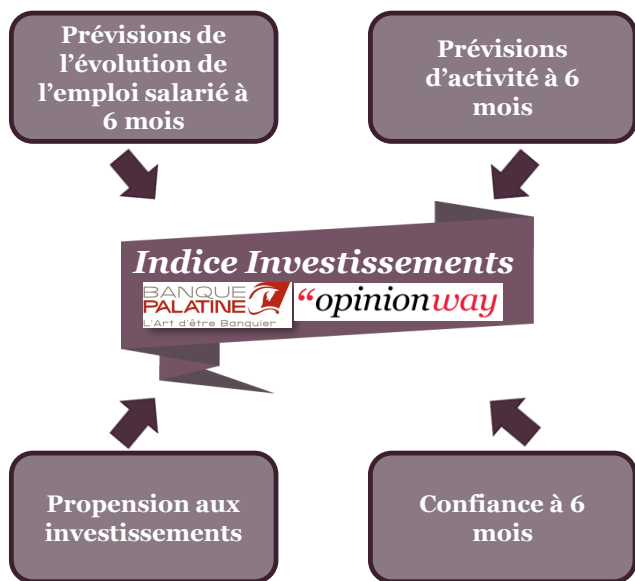 Prévisions de
l’évolution de
l’emploi salarié à
6 mois
Prévisions
d’activité à 6
mois
Indice Investissements
BANQUE
PALATINE
L'Art d'être Banquier
“opinionway
Propension aux
investissements
Confiance à 6
mois